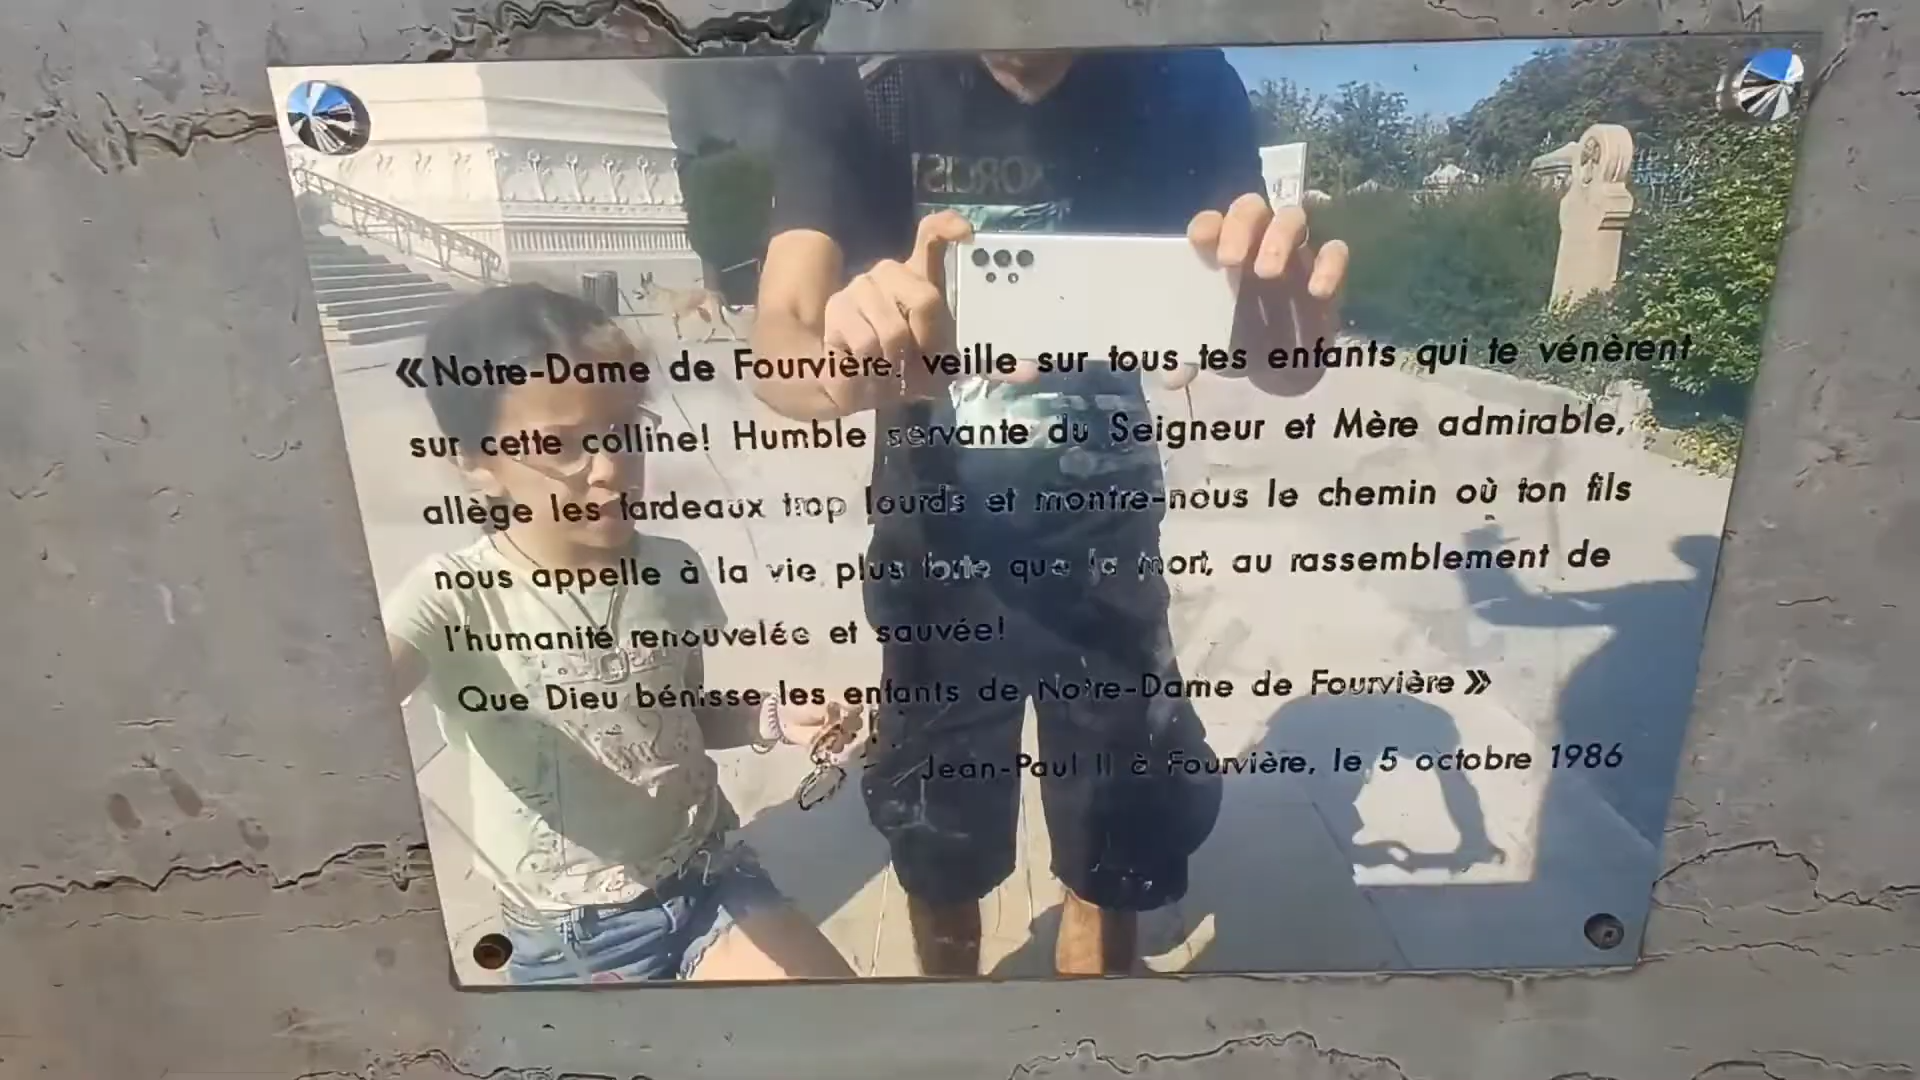 «Notre-Dame de Fourvière, veille sur tous tes enfants qui te vénèrent
sur cette colline! Humble servante du Seigneur et Mère admirable,
allège les fardeaux trop lourds et montre-nous le chemin où ton fils
nous appelle à la vie plus forte que la mort, au rassemblement de
l'humanité renouvelée et sauvée!
Que Dieu bénisse les enfants de Notre-Dame de Fourvière»
Jean-Paul II à Fourvière, le 5 octobre 1986